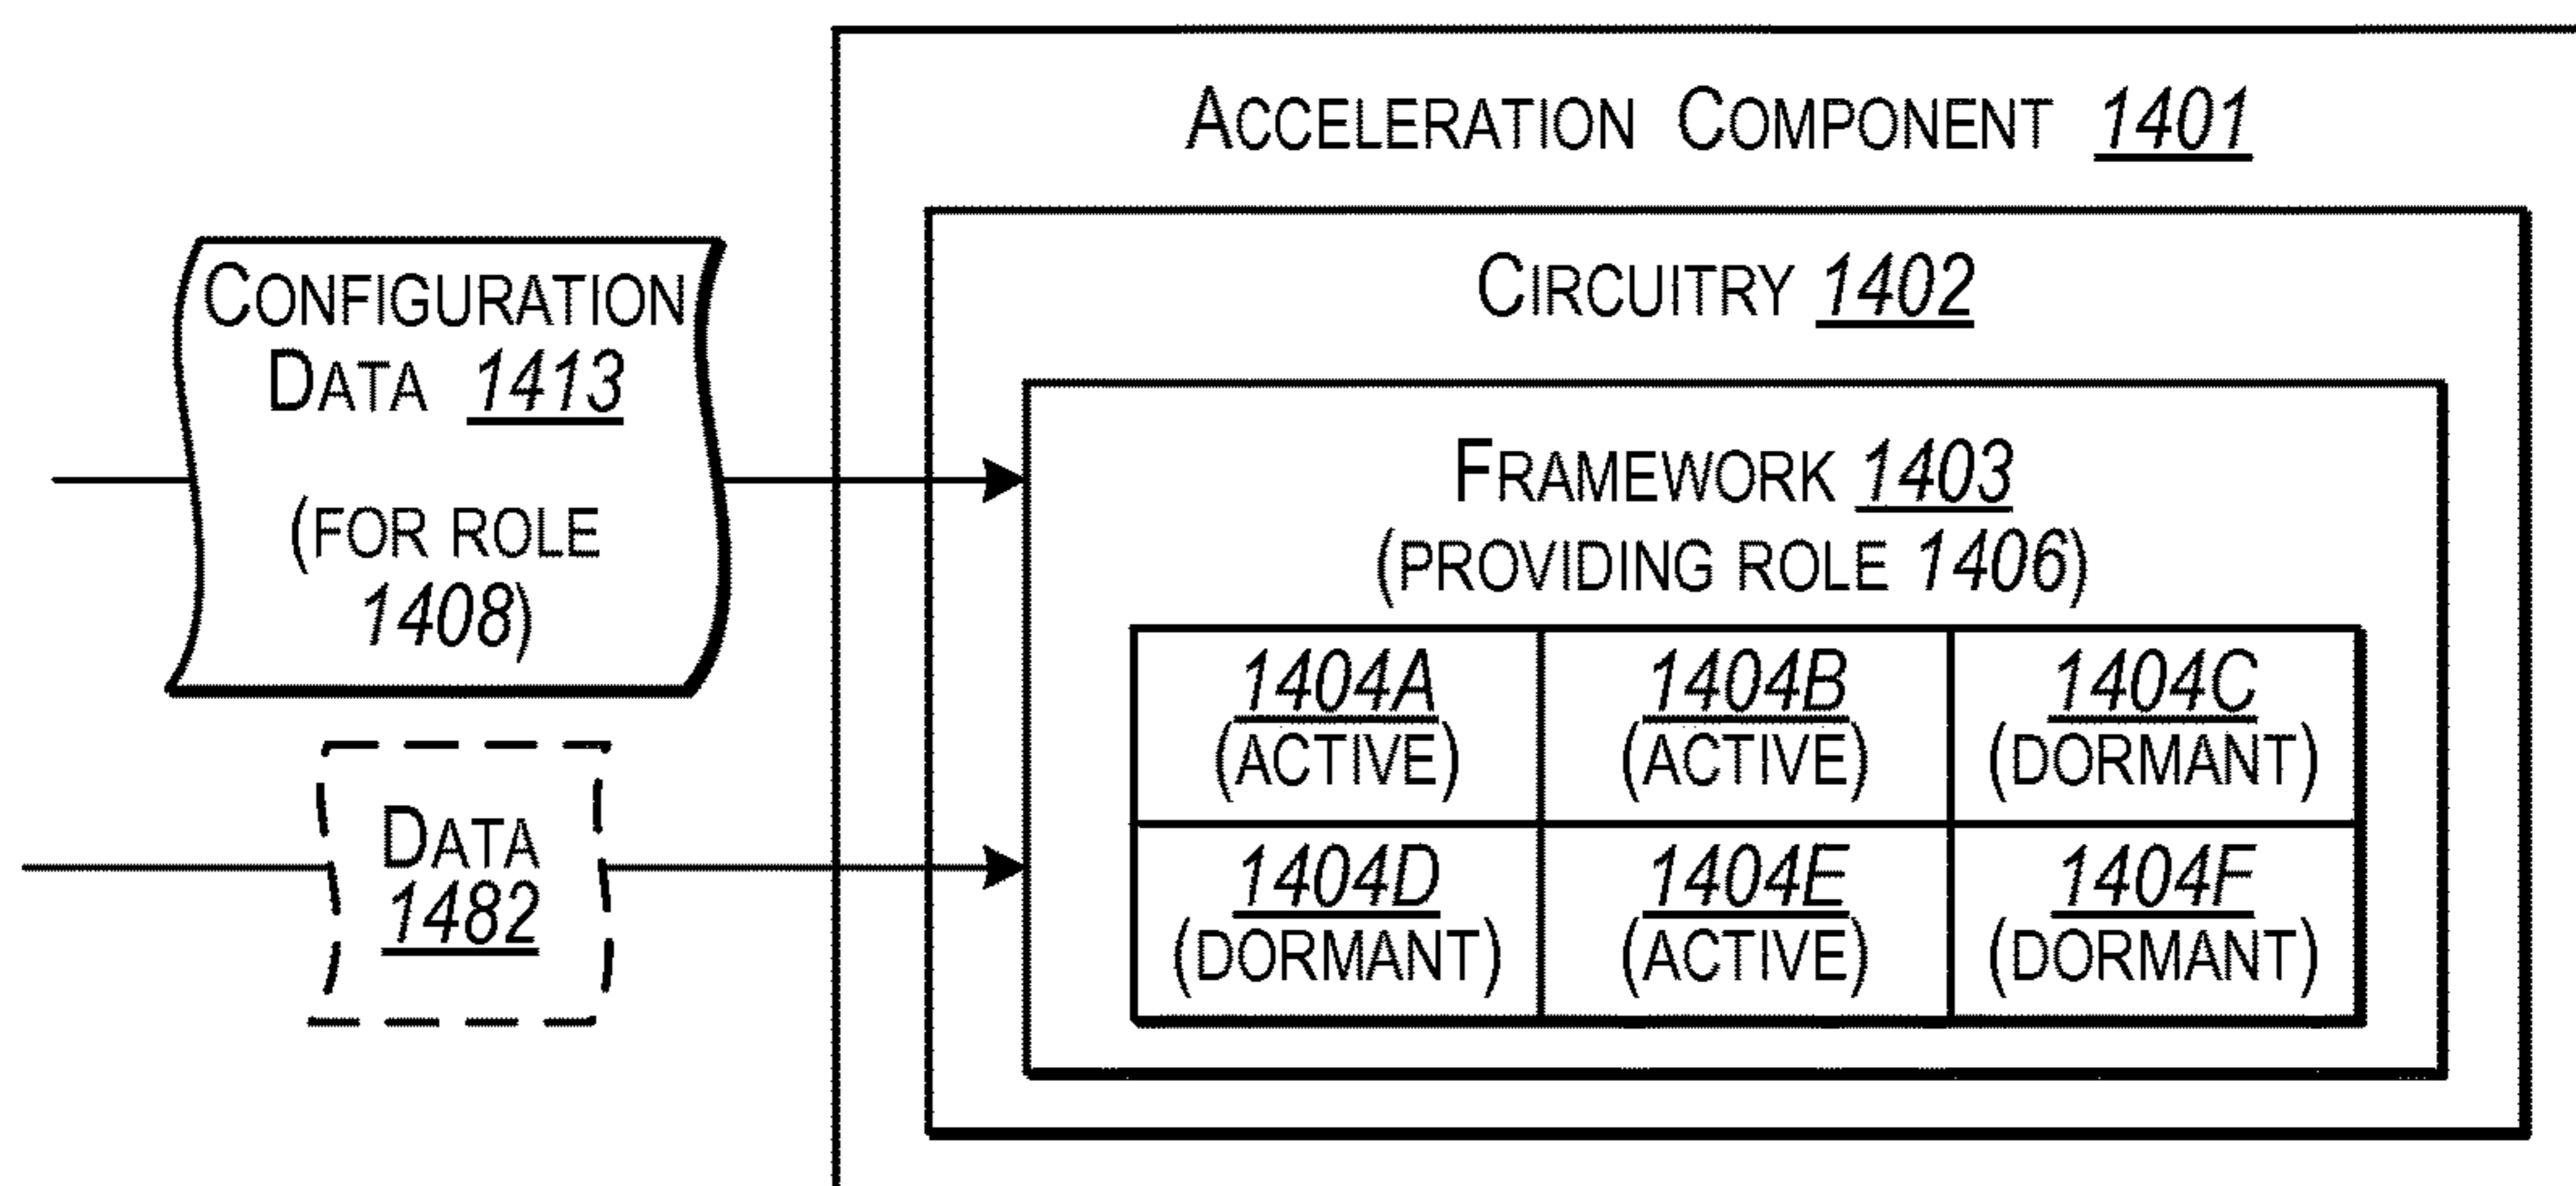 Acceleration Component 1401
Circuitry 1402
Configuration
Data 1413
(for role
1408)
Framework 1403
(providing role 1406)
1404A
(active)
1404B
(active)
1404C
(dormant)
Data
1482
1404D
(dormant)
1404E
(active)
1404F
(dormant)